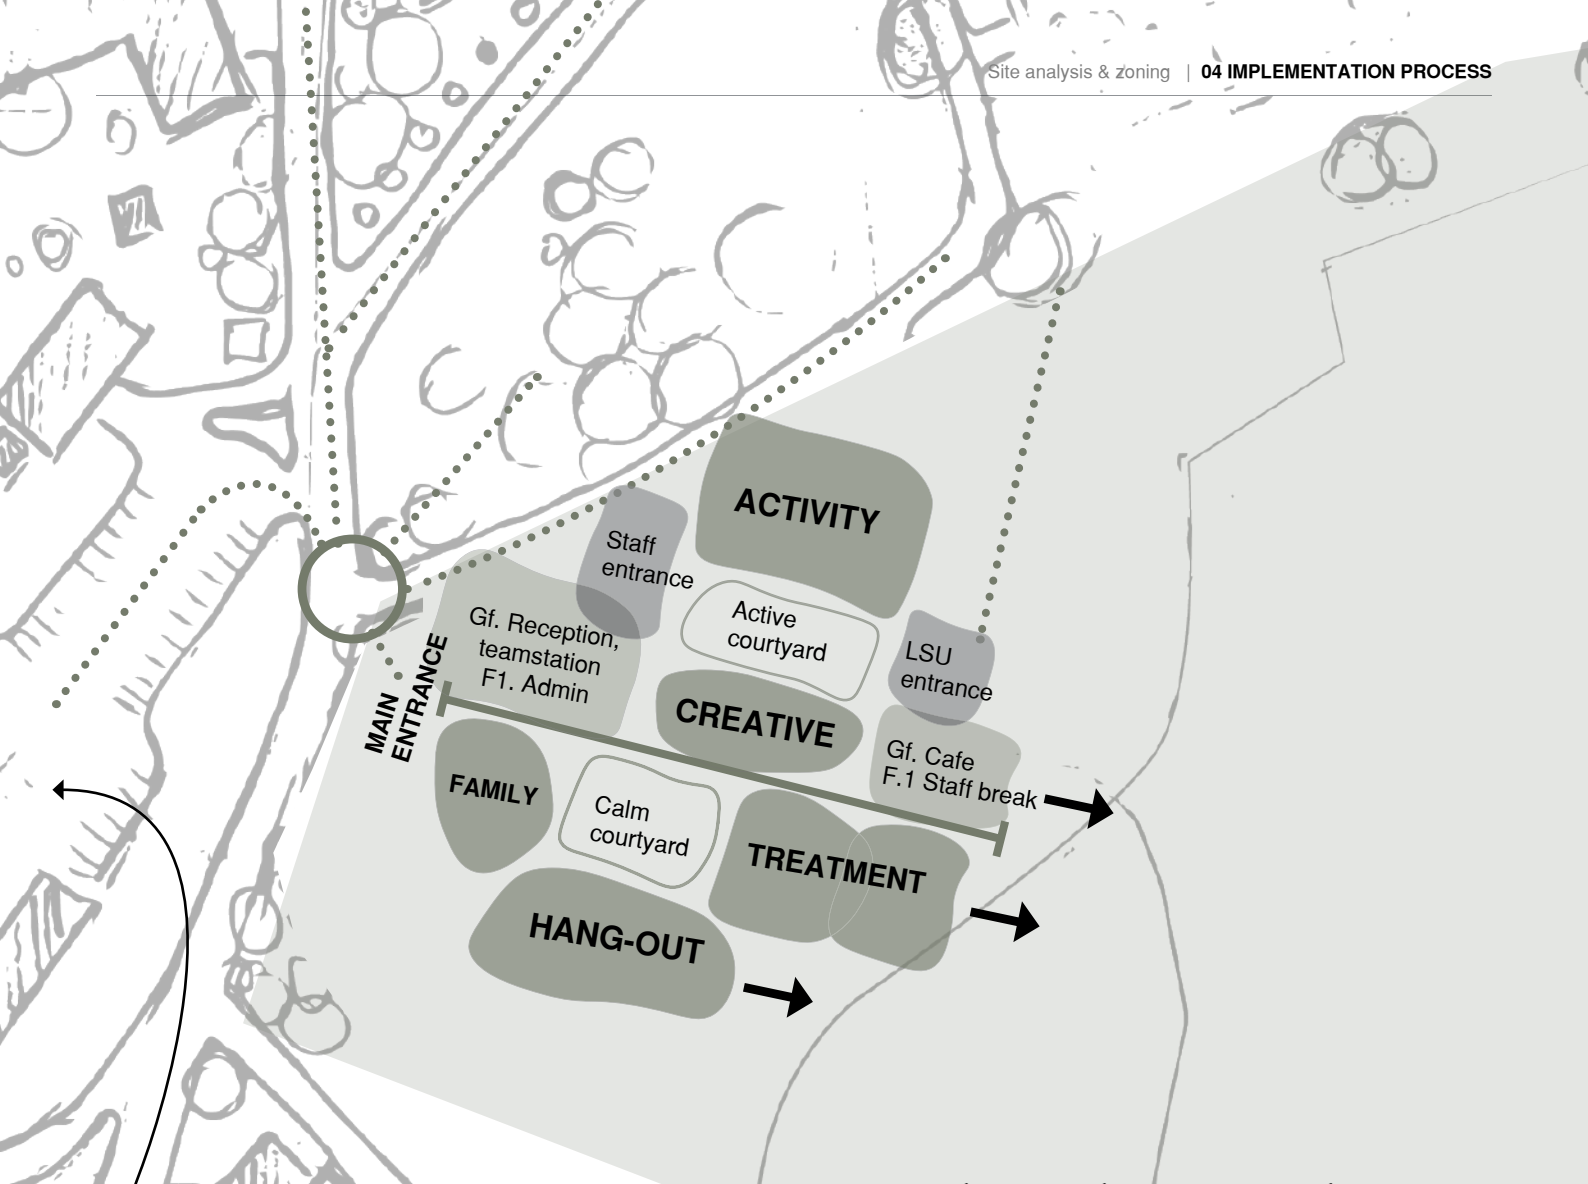 Site analysis & zoning | 04 IMPLEMENTATION PROCESS
ACTIVITY
Staff
entrance
Active
courtyard
Gf. Reception,
teamstation
F1. Admin
LSU
entrance
MAIN
ENTRANCE
CREATIVE
Gf. Cafe
F.1 Staff break
FAMILY
Calm
courtyard
TREATMENT
HANG-OUT